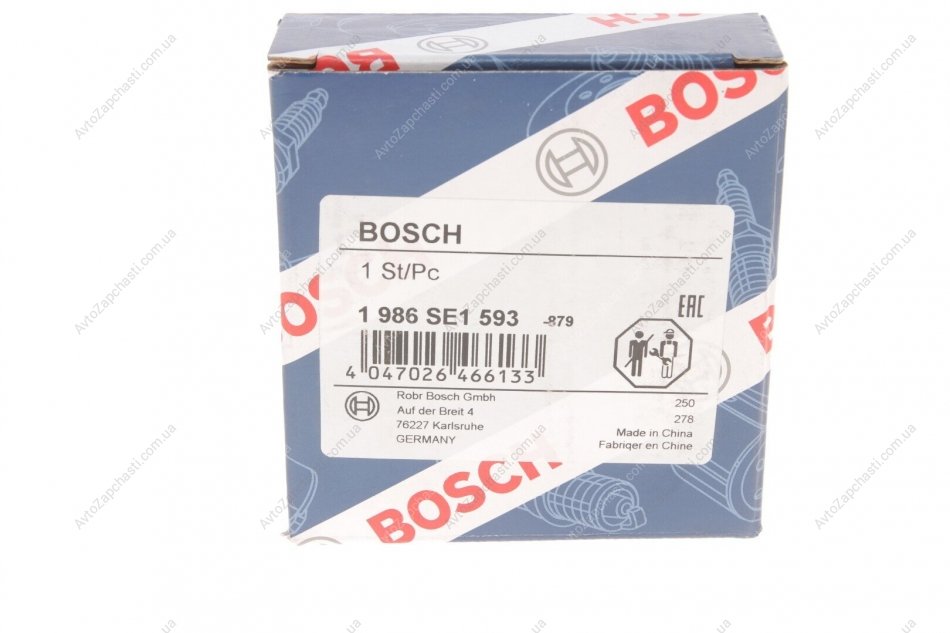 BOSCH
BOSCH
1 St/Pc
EAC
1 986 SE1 593 -879
4 047026 466133
Robr Bosch Gmbh
Auf der Breit 4
76227 Karlsruhe
GERMANY
250
278
Made in China
Fabriqer en Chine
BOSCH
AvtoZapchasti.com.ua